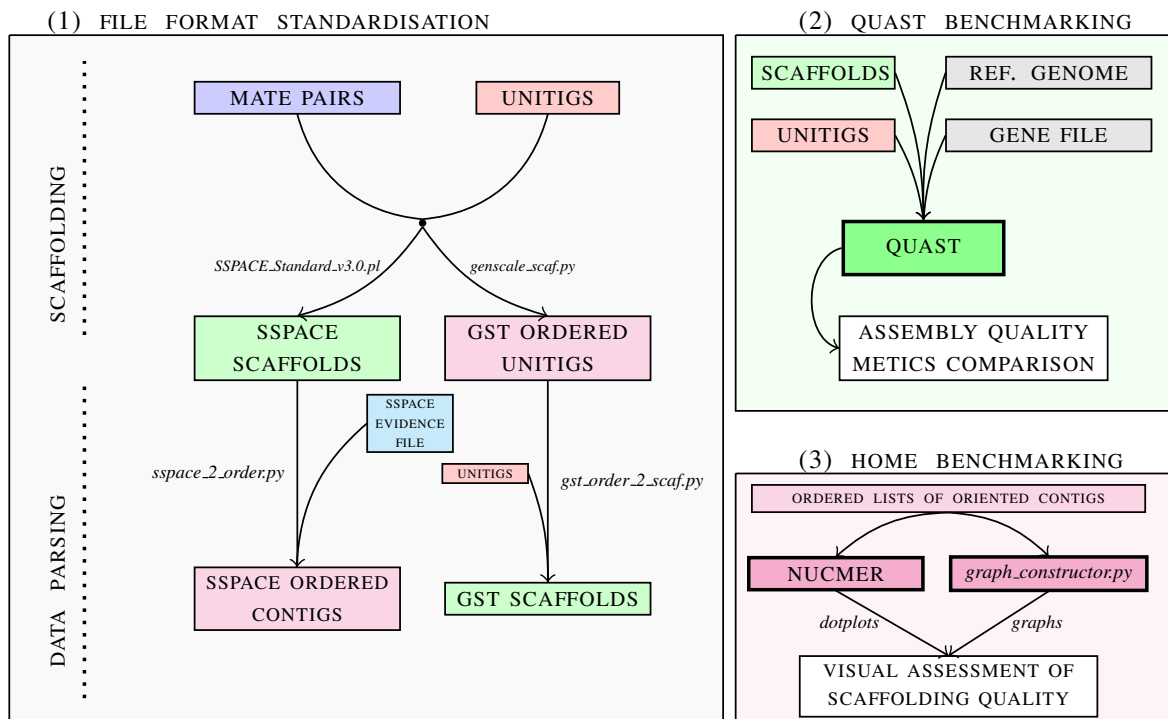 (1) FILE FORMAT STANDARDISATION
SCAFFOLDING
MATE PAIRS
UNITIGS
SSPACE_Standard_v3.0.pl
genscale_scaf.py
SSPACE
SCAFFOLDS
GST ORDERED
UNITIGS
DATA PARSING
SSPACE
EVIDENCE
FILE
sspace_2_order.py
UNITIGS
gst_order_2_scaf.py
SSPACE ORDERED
CONTIGS
GST SCAFFOLDS
(2) QUAST BENCHMARKING
SCAFFOLDS
REF. GENOME
UNITIGS
GENE FILE
QUAST
ASSEMBLY QUALITY
METICS COMPARISON
(3) HOME BENCHMARKING
ORDERED LISTS OF ORIENTED CONTIGS
NUCMER
graph_constructor.py
dotplots
graphs
VISUAL ASSESSMENT OF
SCAFFOLDING QUALITY